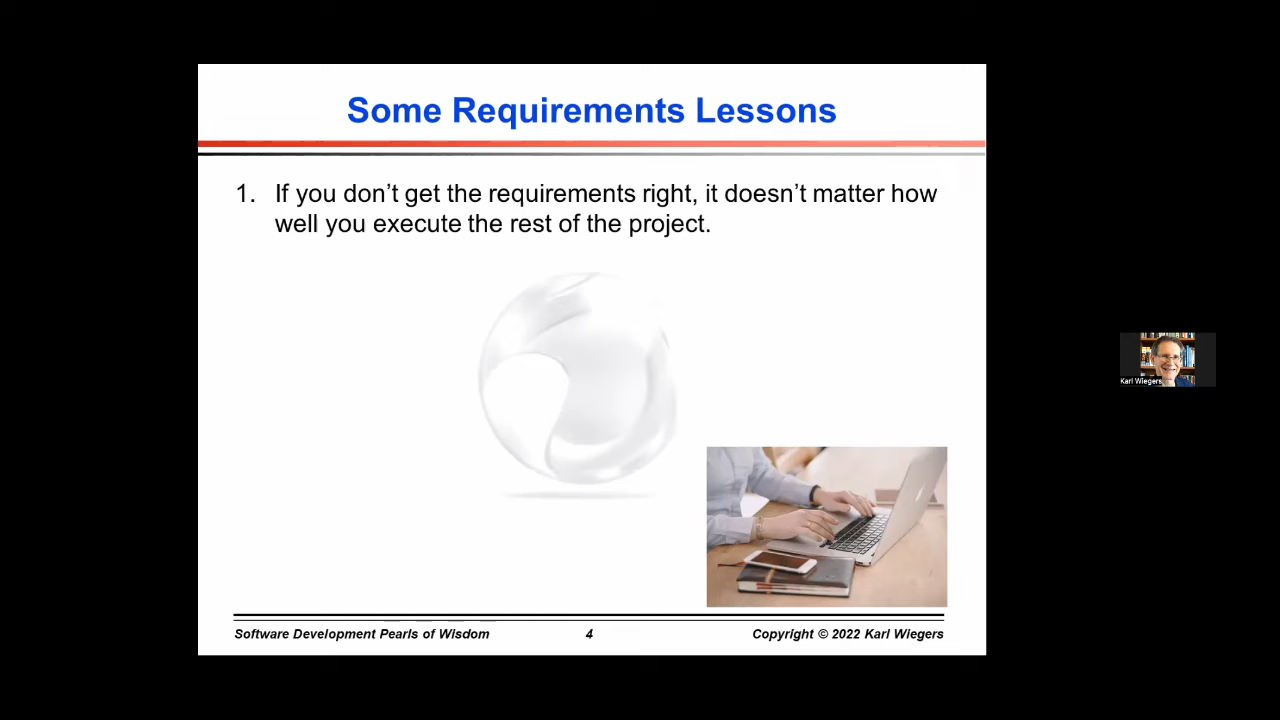 Some Requirements Lessons
1. If you don’t get the requirements right, it doesn’t matter how
well you execute the rest of the project.
Karl Wiegers
Software Development Pearls of Wisdom 4 Copyright © 2022 Karl Wiegers